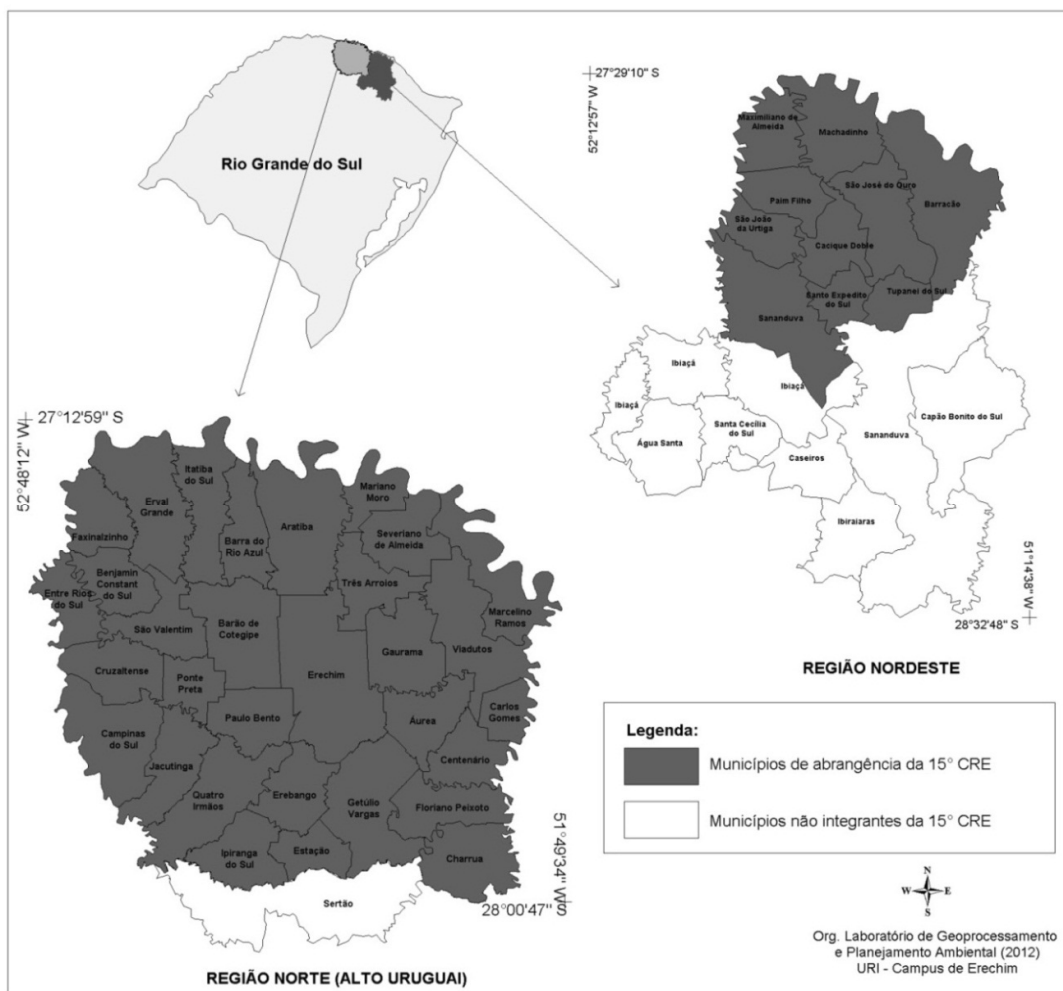 Rio Grande do Sul
27°29'10" S
52°12'57" W
Maximiliano de
Almeida
Machadinho
São José do Ouro
Barracão
Paim Filho
São João
da Urtiga
Cacique Doble
Santo Expedito
do Sul
Tupanci do Sul
Sananduva
Ibiaçá
Ibiaçá
Ibiaçá
Água Santa
Santa Cecília
do Sul
Caseiros
Sananduva
Capão Bonito do Sul
Ibiraiaras
51°14'38" W
28°32'48" S
REGIÃO NORDESTE
27°12'59" S
52°48'12" W
Faxinalzinho
Erval
Grande
Itatiba
do Sul
Barra do
Rio Azul
Aratiba
Mariano
Moro
Severiano
de Almeida
Três Arroios
Marcelino
Ramos
Entre Rios
do Sul
Benjamin
Constant
do Sul
São Valentim
Barão de
Cotegipe
Gaurama
Viadutos
Cruzaltense
Ponte
Preta
Erechim
Paulo Bento
Áurea
Carlos
Gomes
Campinas
do Sul
Jacutinga
Centenário
Quatro
Irmãos
Erebango
Getúlio
Vargas
Floriano Peixoto
Ipiranga
do Sul
Estação
Charrua
Sertão
51°49'34" W
28°00'47" S
REGIÃO NORTE (ALTO URUGUAI)
Legenda:
Municípios de abrangência da 15° CRE
Municípios não integrantes da 15° CRE
N
W E
S
Org. Laboratório de Geoprocessamento
e Planejamento Ambiental (2012)
URI - Campus de Erechim